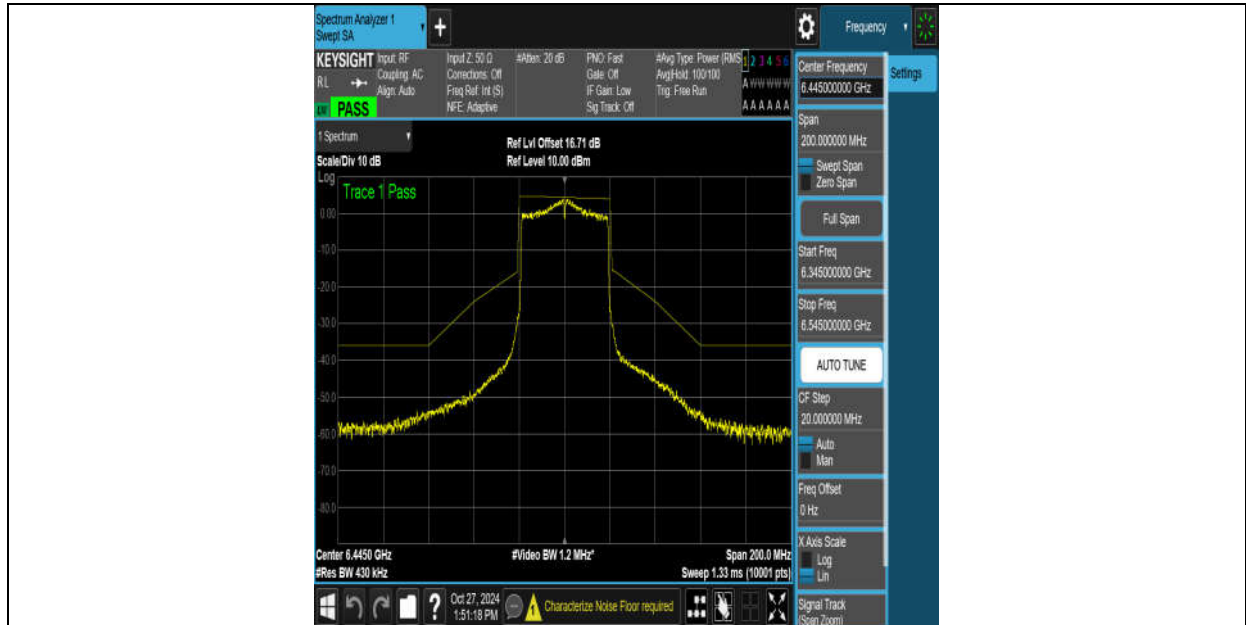 Spectrum Analyzer 1
Swept SA
+
Frequency
KEYSIGHT
RL
PASS
Input: RF
Coupling: AC
Align: Auto
Input Z: 50 Ω
Corrections: Off
Freq Ref: Int (S)
NFE: Adaptive
#Atten: 20 dB
PNO: Fast
Gate: Off
IF Gain: Low
Sig Track: Off
#Avg Type: Power (RMS
Avg|Hold: 100/100
Trig: Free Run
1 2 3 4 5 6
A W W W W W
A A A A A A
1 Spectrum
Scale/Div 10 dB
Ref Lvl Offset 16.71 dB
Ref Level 10.00 dBm
Log
Trace 1 Pass
0.00
-10.0
-20.0
-30.0
-40.0
-50.0
-60.0
-70.0
-80.0
Center 6.4450 GHz
#Video BW 1.2 MHz*
Span 200.0 MHz
#Res BW 430 kHz
Sweep 1.33 ms (10001 pts)
?
Oct 27, 2024
1:51:18 PM
Characterize Noise Floor required
Center Frequency
6.445000000 GHz
Settings
Span
200.000000 MHz
Swept Span
Zero Span
Full Span
Start Freq
6.345000000 GHz
Stop Freq
6.545000000 GHz
AUTO TUNE
CF Step
20.000000 MHz
Auto
Man
Freq Offset
0 Hz
X Axis Scale
Log
Lin
Signal Track
(Span Zoom)